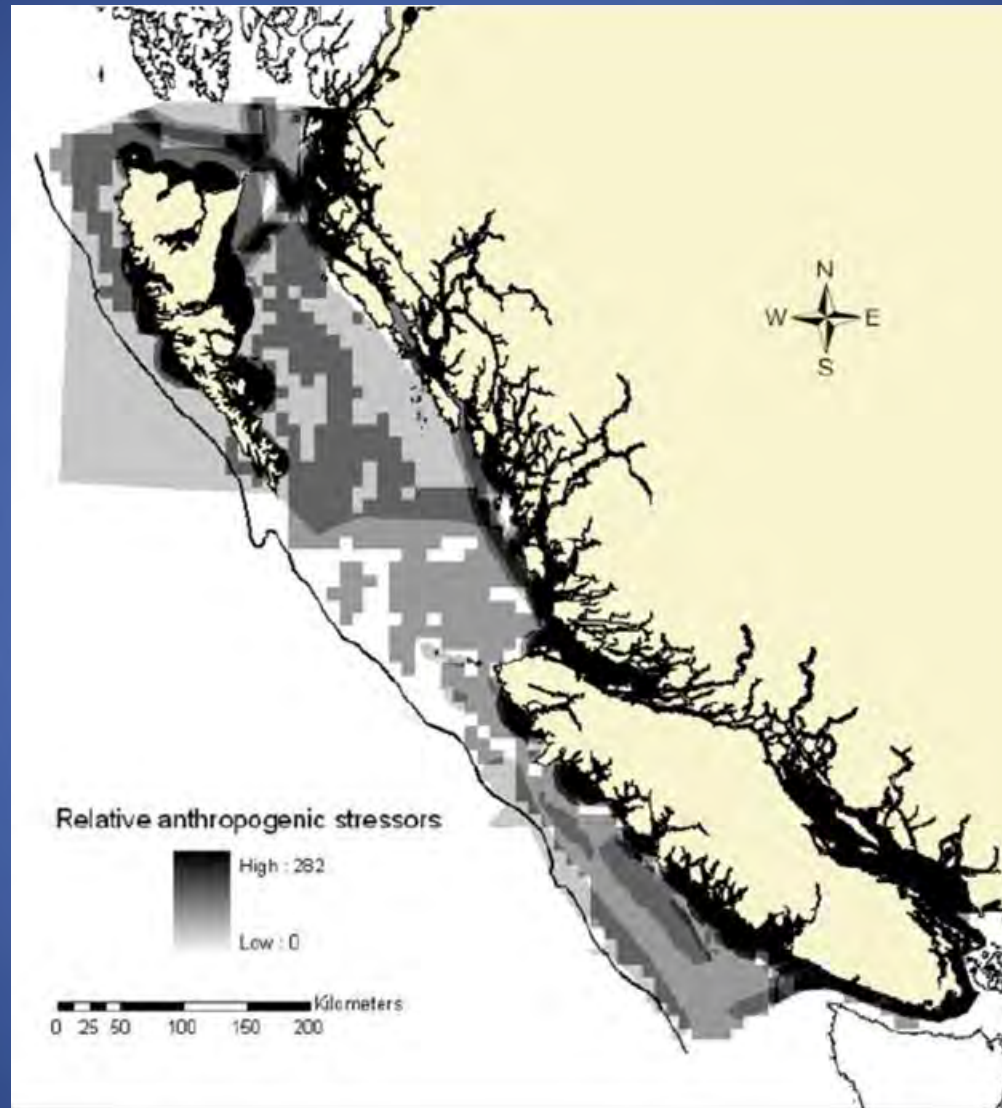 N
W E
S
Relative anthropogenic stressors
High : 282
Low : 0
Kilometers
0 25 50 100 150 200